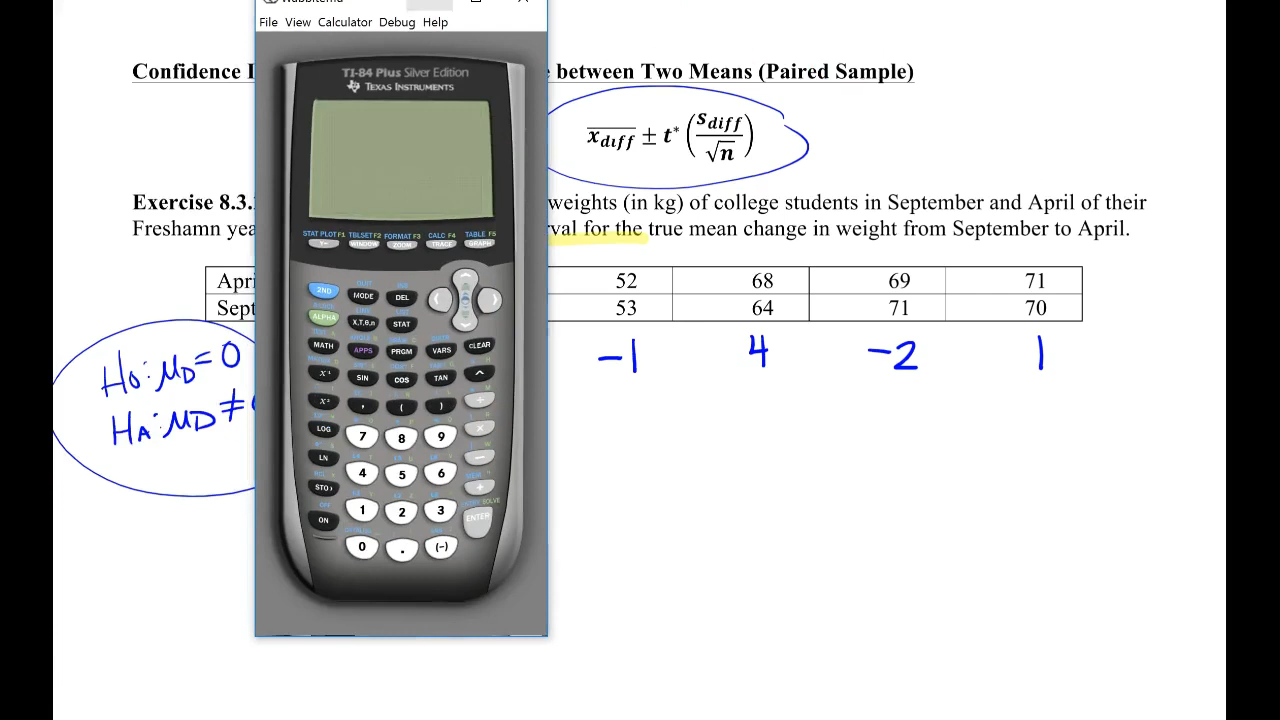 File View Calculator Debug Help
Confidence I e between Two Means (Paired Sample)
TI-84 Plus Silver Edition
TEXAS INSTRUMENTS
x̄diff ± t* (sdiff / √n)
Exercise 8.3. weights (in kg) of college students in September and April of their
Freshamn yea rval for the true mean change in weight from September to April.
STAT PLOT F1 TBLSET F2 FORMAT F3 CALC F4 TABLE F5
Y= WINDOW ZOOM TRACE GRAPH
Apri 52 68 69 71
Sept 53 64 71 70
-1 4 -2 1
H0: μD = 0
HA: μD ≠
QUIT
2ND MODE DEL
ALPHA X,T,θ,n STAT
MATH APPS PRGM VARS CLEAR
x⁻¹ SIN COS TAN ^
x² , ( ) ÷
LOG 7 8 9 ×
LN 4 5 6 −
STO› 1 2 3 +
ON 0 . (−) ENTER